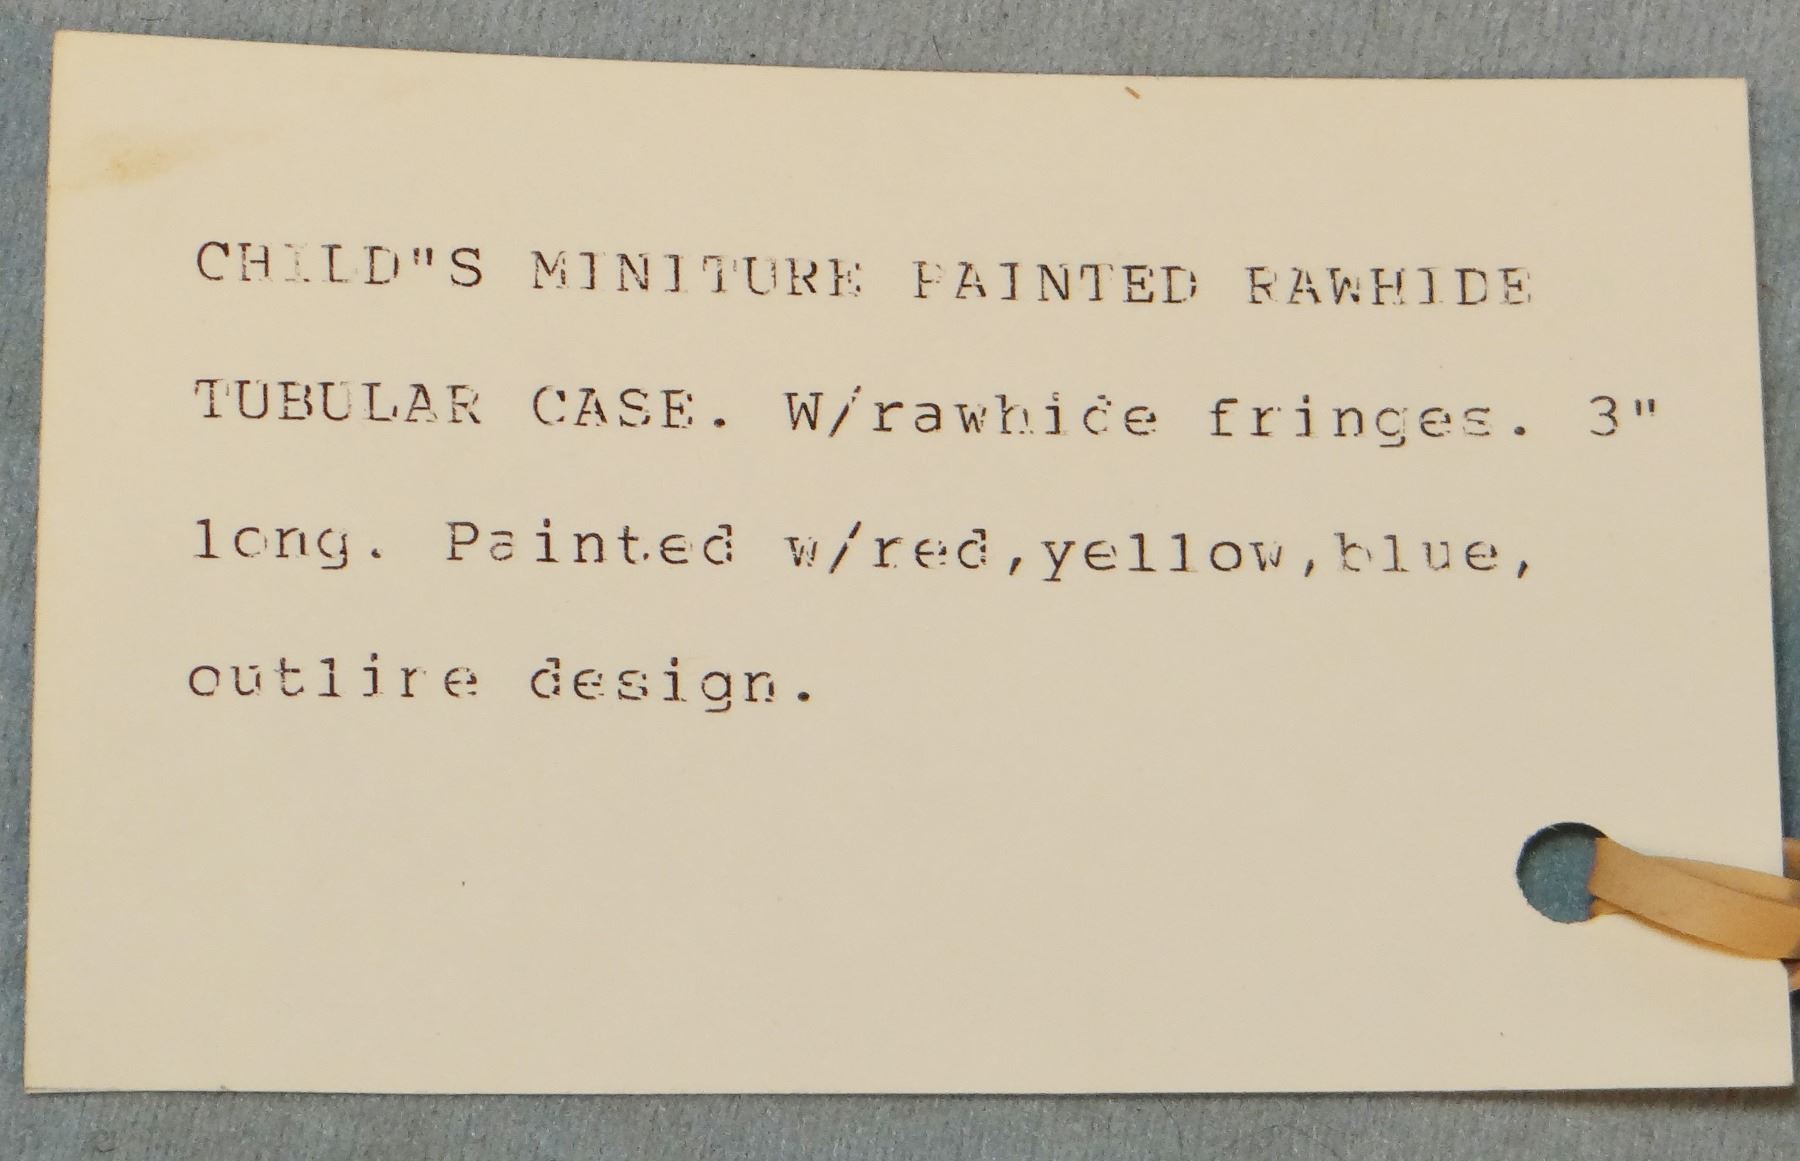 CHILD"S MINITURE PAINTED RAWHIDE
TUBULAR CASE. W/rawhide fringes. 3"
long. Painted w/red,yellow,blue,
outline design.